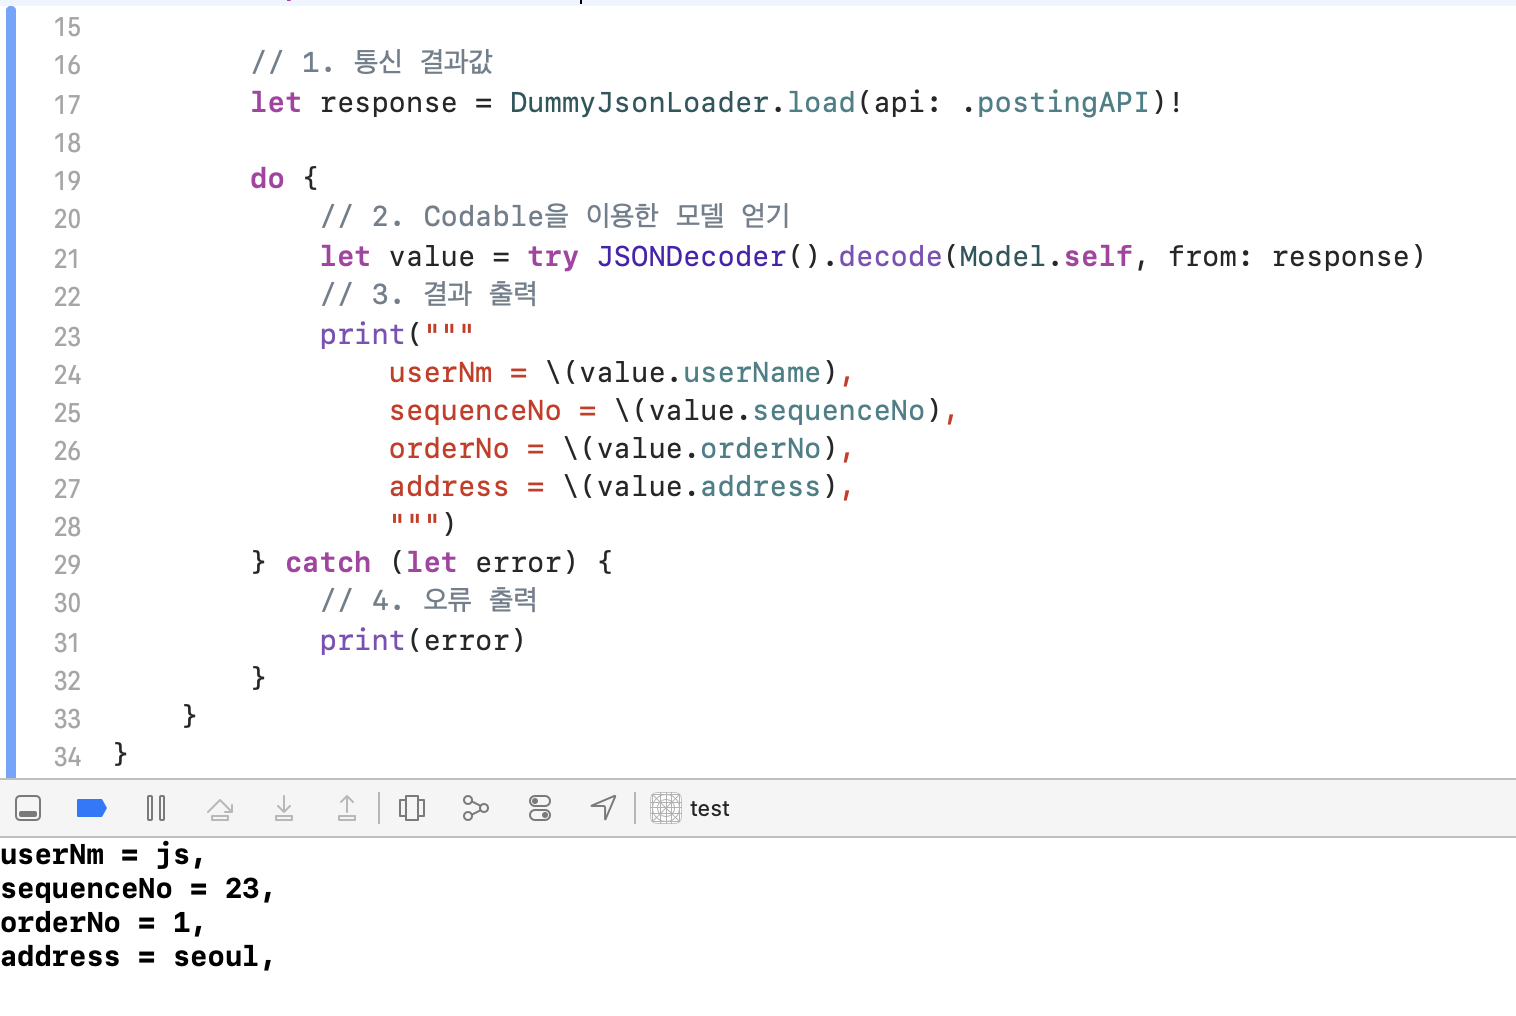 15
16 // 1. 통신 결과값
17 let response = DummyJsonLoader.load(api: .postingAPI)!
18
19 do {
20 // 2. Codable을 이용한 모델 얻기
21 let value = try JSONDecoder().decode(Model.self, from: response)
22 // 3. 결과 출력
23 print("""
24 userNm = \(value.userName),
25 sequenceNo = \(value.sequenceNo),
26 orderNo = \(value.orderNo),
27 address = \(value.address),
28 """)
29 } catch (let error) {
30 // 4. 오류 출력
31 print(error)
32 }
33 }
34 }
test
userNm = js,
sequenceNo = 23,
orderNo = 1,
address = seoul,